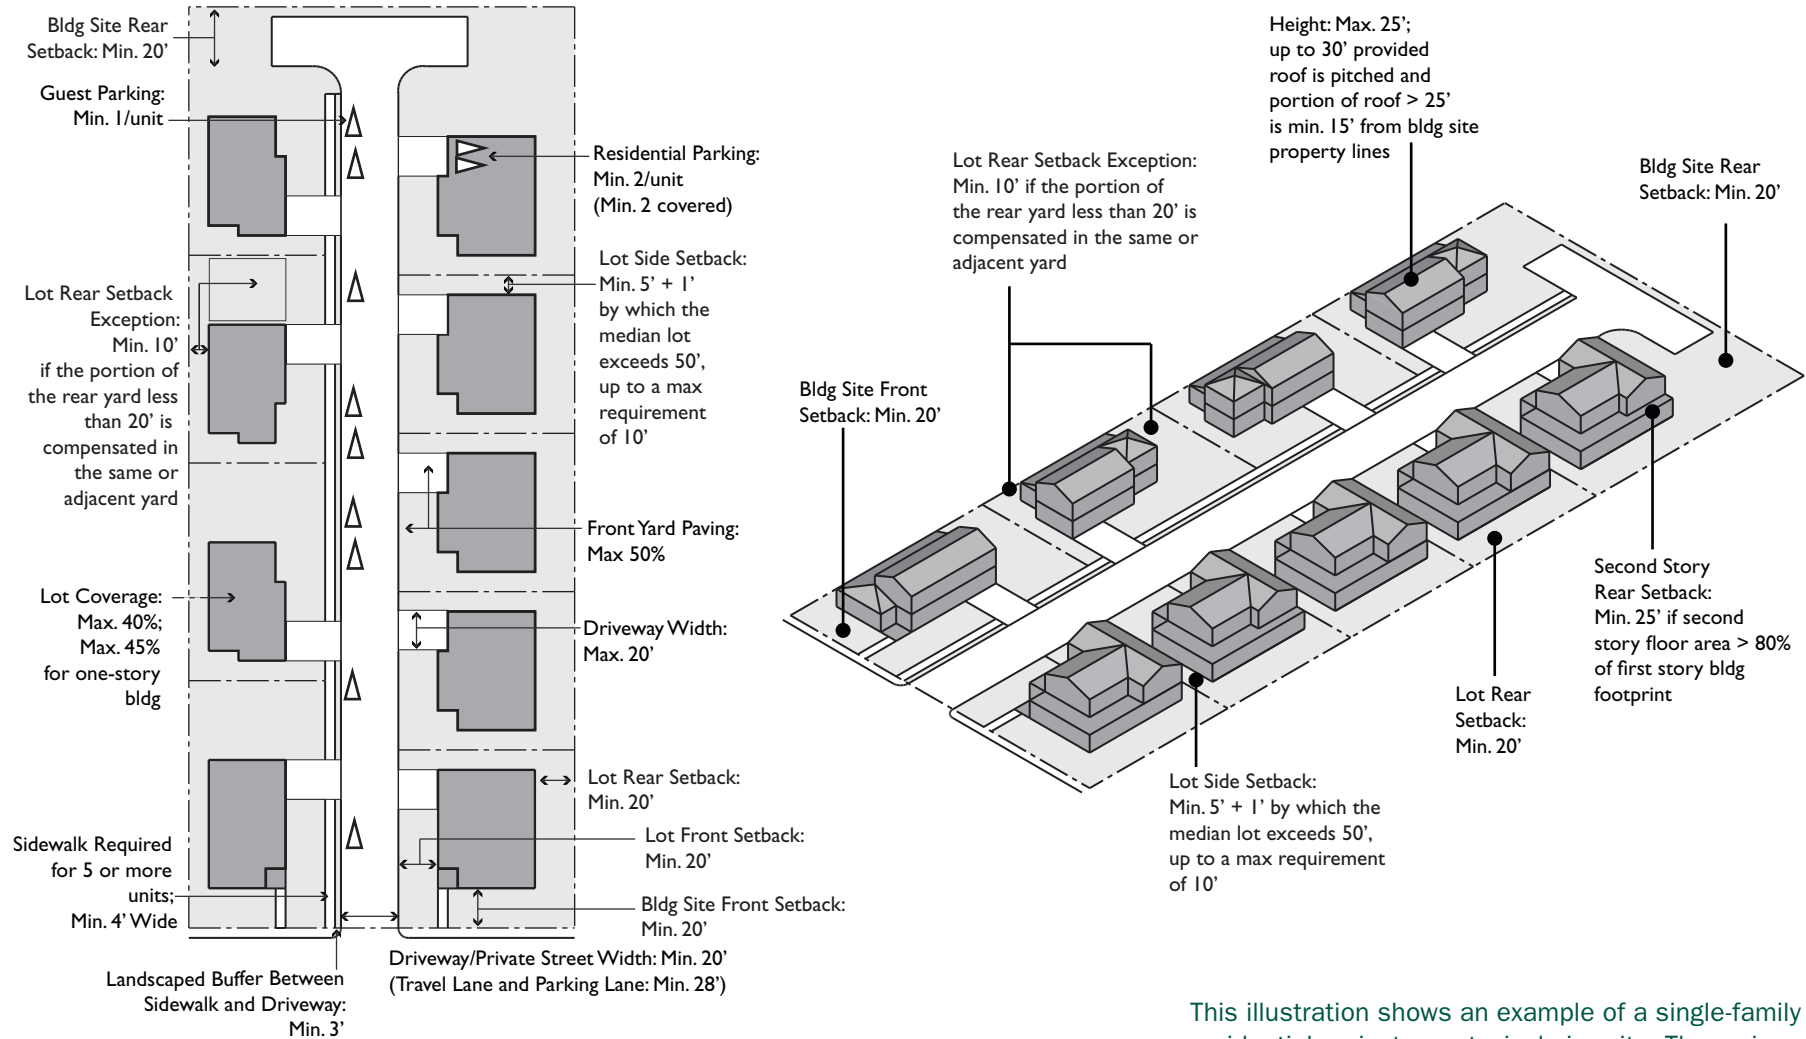 Bldg Site Rear
Setback: Min. 20’
Guest Parking:
Min. 1/unit
Lot Rear Setback
Exception:
Min. 10’
if the portion of
the rear yard less
than 20’ is
compensated in
the same or
adjacent yard
Lot Coverage:
Max. 40%;
Max. 45%
for one-story
bldg
Sidewalk Required
for 5 or more
units;
Min. 4’ Wide
Landscaped Buffer Between
Sidewalk and Driveway:
Min. 3’
Residential Parking:
Min. 2/unit
(Min. 2 covered)
Lot Side Setback:
Min. 5’ + 1’
by which the
median lot
exceeds 50’,
up to a max
requirement
of 10’
Front Yard Paving:
Max 50%
Driveway Width:
Max. 20’
Lot Rear Setback:
Min. 20’
Lot Front Setback:
Min. 20’
Bldg Site Front Setback:
Min. 20’
Driveway/Private Street Width: Min. 20’
(Travel Lane and Parking Lane: Min. 28’)
Height: Max. 25’;
up to 30’ provided
roof is pitched and
portion of roof > 25’
is min. 15’ from bldg site
property lines
Lot Rear Setback Exception:
Min. 10’ if the portion of
the rear yard less than 20’ is
compensated in the same or
adjacent yard
Bldg Site Rear
Setback: Min. 20’
Bldg Site Front
Setback: Min. 20’
Second Story
Rear Setback:
Min. 25’ if second
story floor area > 80%
of first story bldg
footprint
Lot Rear
Setback:
Min. 20’
Lot Side Setback:
Min. 5’ + 1’ by which the
median lot exceeds 50’,
up to a max requirement
of 10’
This illustration shows an example of a single-family